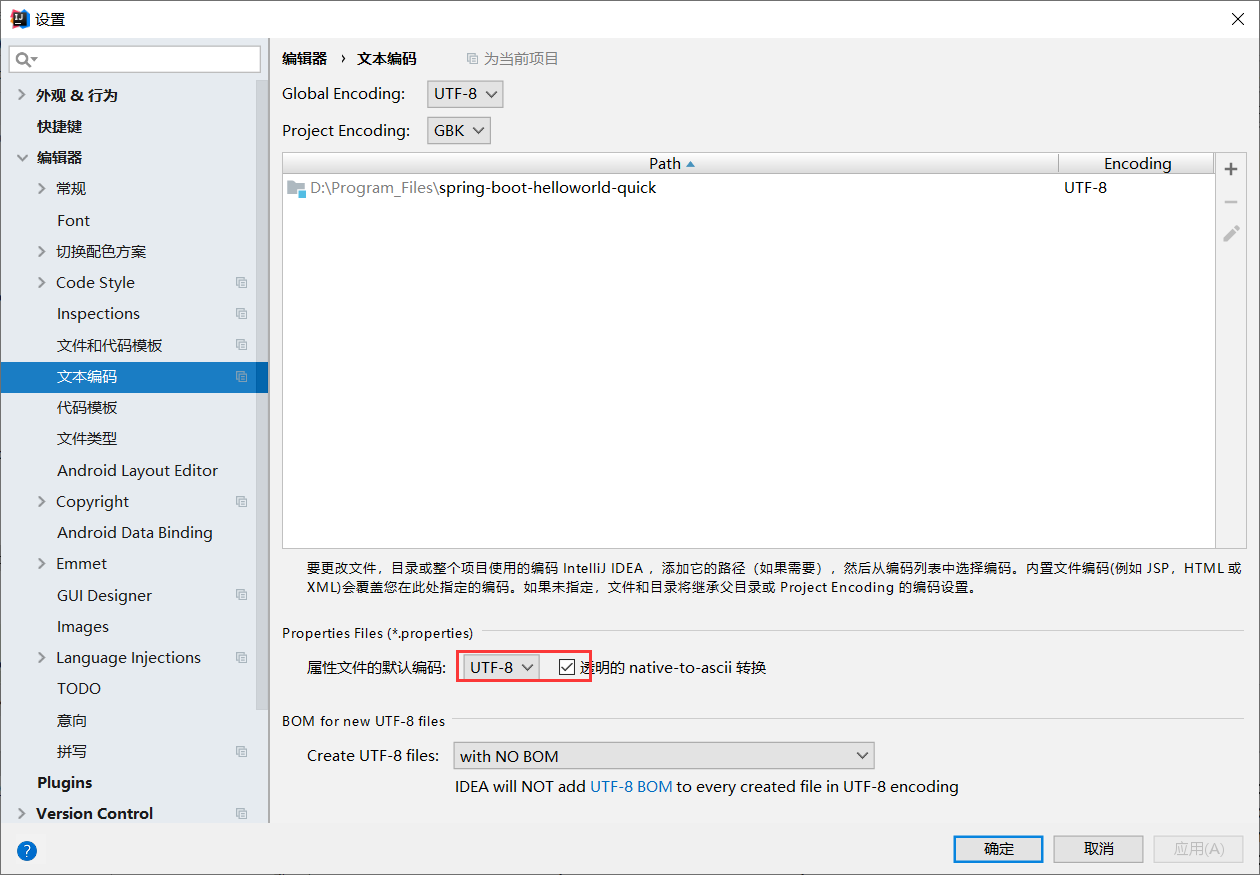 设置
外观 & 行为
快捷键
编辑器
常规
Font
切换配色方案
Code Style
Inspections
文件和代码模板
文本编码
代码模板
文件类型
Android Layout Editor
Copyright
Android Data Binding
Emmet
GUI Designer
Images
Language Injections
TODO
意向
拼写
Plugins
Version Control
编辑器 › 文本编码 为当前项目
Global Encoding: UTF-8
Project Encoding: GBK
Path Encoding
D:\Program_Files\spring-boot-helloworld-quick UTF-8
要更改文件，目录或整个项目使用的编码 IntelliJ IDEA ，添加它的路径（如果需要），然后从编码列表中选择编码。内置文件编码(例如 JSP，HTML 或
XML)会覆盖您在此处指定的编码。如果未指定，文件和目录将继承父目录或 Project Encoding 的编码设置。
Properties Files (*.properties)
属性文件的默认编码: UTF-8 透明的 native-to-ascii 转换
BOM for new UTF-8 files
Create UTF-8 files: with NO BOM
IDEA will NOT add UTF-8 BOM to every created file in UTF-8 encoding
? 确定 取消 应用(A)